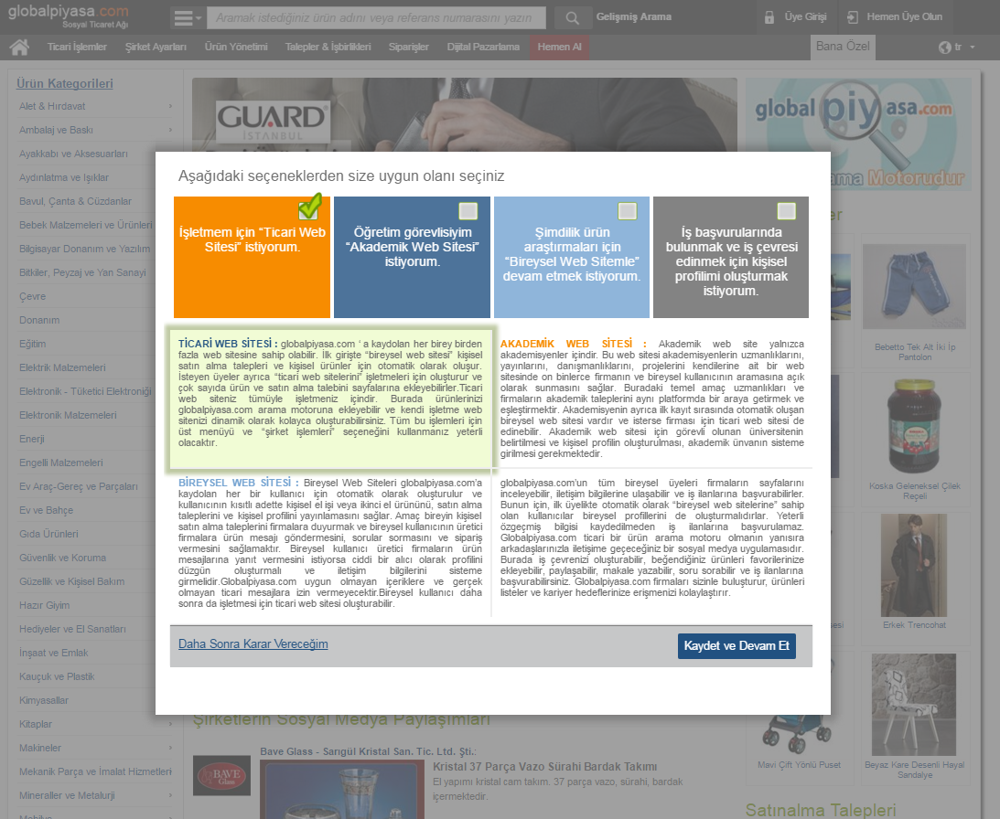 globalpiyasa.com
Sosyal Ticaret Ağı
Aramak istediğiniz ürün adını veya referans numarasını yazın
Gelişmiş Arama
Üye Girişi
Hemen Üye Olun
Ticari İşlemler
Şirket Ayarları
Ürün Yönetimi
Talepler & İşbirlikleri
Siparişler
Dijital Pazarlama
Hemen Al
Bana Özel
tr
Ürün Kategorileri
Alet & Hırdavat
Ambalaj ve Baskı
Ayakkabı ve Aksesuarları
Aydınlatma ve Işıklar
Bavul, Çanta & Cüzdanlar
Bebek Malzemeleri ve Ürünleri
Bilgisayar Donanım ve Yazılım
Bitkiler, Peyzaj ve Yan Sanayi
Çevre
Donanım
Eğitim
Elektrik Malzemeleri
Elektronik - Tüketici Elektroniği
Elektronik Malzemeleri
Enerji
Engelli Malzemeleri
Ev Araç-Gereç ve Parçaları
Ev ve Bahçe
Gıda Ürünleri
Güvenlik ve Koruma
Güzellik ve Kişisel Bakım
Hazır Giyim
Hediyeler ve El Sanatları
İnşaat ve Emlak
Kauçuk ve Plastik
Kimyasallar
Kitaplar
Makineler
Mekanik Parça ve İmalat Hizmetleri
Mineraller ve Metalurji
Mobilya
GUARD
İSTANBUL
globalpiyasa.com
ama Motorudur
Aşağıdaki seçeneklerden size uygun olanı seçiniz
İşletmem için “Ticari Web
Sitesi” istiyorum.
Öğretim görevlisiyim
“Akademik Web Sitesi”
istiyorum.
Şimdilik ürün
araştırmaları için
“Bireysel Web Sitemle”
devam etmek istiyorum.
İş başvurularında
bulunmak ve iş çevresi
edinmek için kişisel
profilimi oluşturmak
istiyorum.
TİCARİ WEB SİTESİ : globalpiyasa.com ‘ a kaydolan her birey birden
fazla web sitesine sahip olabilir. İlk girişte “bireysel web sitesi” kişisel
satın alma talepleri ve kişisel ürünler için otomatik olarak oluşur.
İsteyen üyeler ayrıca “ticari web sitelerini” işletmeleri için oluşturur ve
çok sayıda ürün ve satın alma talebini sayfalarına ekleyebilirler.Ticari
web siteniz tümüyle işletmeniz içindir. Burada ürünlerinizi
globalpiyasa.com arama motoruna ekleyebilir ve kendi işletme web
sitenizi dinamik olarak kolayca oluşturabilirsiniz. Tüm bu işlemleri için
üst menüyü ve “şirket işlemleri” seçeneğini kullanmanız yeterli
olacaktır.
AKADEMİK WEB SİTESİ : Akademik web site yalnızca
akademisyenler içindir. Bu web sitesi akademisyenlerin uzmanlıklarını,
yayınlarını, danışmanlıklarını, projelerini kendilerine ait bir web
sitesinde on binlerce firmanın ve bireysel kullanıcının aramasına açık
olarak sunmasını sağlar. Buradaki temel amaç uzmanlıkları ve
firmaların akademik taleplerini aynı platformda bir araya getirmek ve
eşleştirmektir. Akademisyenin ayrıca ilk kayıt sırasında otomatik oluşan
bireysel web sitesi vardır ve isterse firması için ticari web sitesi de
edinebilir. Akademik web sitesi için görevli olunan üniversitenin
belirtilmesi ve kişisel profilin oluşturulması, akademik ünvanın sisteme
girilmesi gerekmektedir.
BİREYSEL WEB SİTESİ : Bireysel Web Siteleri globalpiyasa.com’a
kaydolan her bir kullanıcı için otomatik olarak oluşturulur ve
kullanıcının kısıtlı adette kişisel el işi veya ikinci el ürününü, satın alma
taleplerini ve kişisel profilini yayınlamasını sağlar. Amaç bireyin kişisel
satın alma taleplerini firmalara duyurmak ve bireysel kullanıcının üretici
firmalara ürün mesajı göndermesini, sorular sormasını ve sipariş
vermesini sağlamaktır. Bireysel kullanıcı üretici firmaların ürün
mesajlarına yanıt vermesini istiyorsa ciddi bir alıcı olarak profilini
düzgün oluşturmalı ve iletişim bilgilerini sisteme
girmelidir.Globalpiyasa.com uygun olmayan içeriklere ve gerçek
olmayan ticari mesajlara izin vermeyecektir.Bireysel kullanıcı daha
sonra da işletmesi için ticari web sitesi oluşturabilir.
globalpiyasa.com’un tüm bireysel üyeleri firmaların sayfalarını
inceleyebilir, iletişim bilgilerine ulaşabilir ve iş ilanlarına başvurabilirler.
Bunun için, ilk üyelikte otomatik olarak “bireysel web sitelerine” sahip
olan kullanıcılar bireysel profillerini de oluşturmalıdırlar. Yeterli
özgeçmiş bilgisi kaydedilmeden iş ilanlarına başvurulamaz.
Globalpiyasa.com ticari bir ürün arama motoru olmanın yanısıra
arkadaşlarınızla iletişime geçeceğiniz bir sosyal medya uygulamasıdır.
Burada iş çevrenizi oluşturabilir, beğendiğiniz ürünleri favorilerinize
ekleyebilir, paylaşabilir, makale yazabilir, soru sorabilir ve iş ilanlarına
başvurabilirsiniz. Globalpiyasa.com firmaları sizinle buluşturur, ürünleri
listeler ve kariyer hedeflerinize erişmenizi kolaylaştırır.
Daha Sonra Karar Vereceğim
Kaydet ve Devam Et
Bebetto Tek Alt İki İp
Pantolon
Koska Geleneksel Çilek
Reçeli
Erkek Trencohat
Mavi Çift Yönlü Puset
Beyaz Kare Desenli Hayal
Sandalye
Satınalma Talepleri
Şirketlerin Sosyal Medya Paylaşımları
Bave Glass - Sarıgül Kristal San. Tic. Ltd. Şti.:
BAVE
Glass
Kristal 37 Parça Vazo Sürahi Bardak Takımı
El yapımı kristal cam takım. 37 parça vazo, sürahi, bardak
içermektedir.